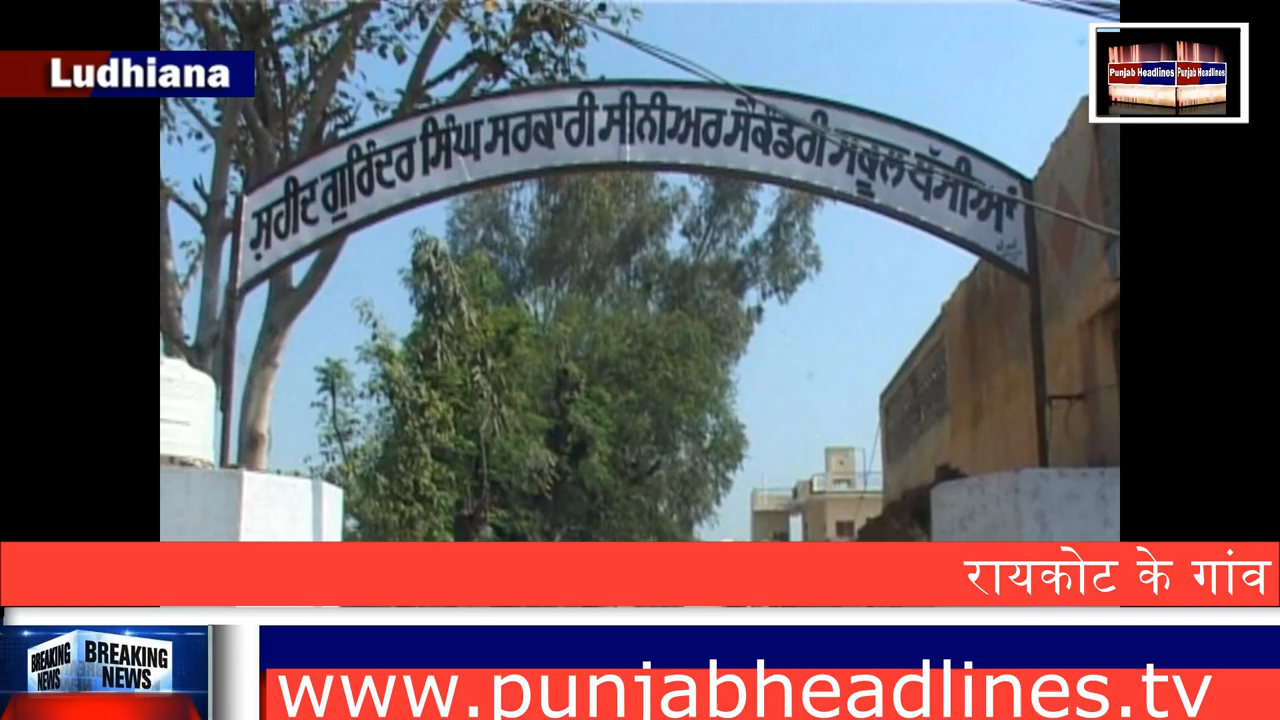 Ludhiana
Punjab Headlines
Punjab Headlines
ਸ਼ਹੀਦ ਗੁਰਿੰਦਰ ਸਿੰਘ ਸਰਕਾਰੀ ਸੀਨੀਅਰ ਸੈਕੰਡਰੀ ਸਕੂਲ ਬੱਸੀਆਂ
रायकोट के गांव
BREAKING NEWS
BREAKING NEWS
www.punjabheadlines.tv